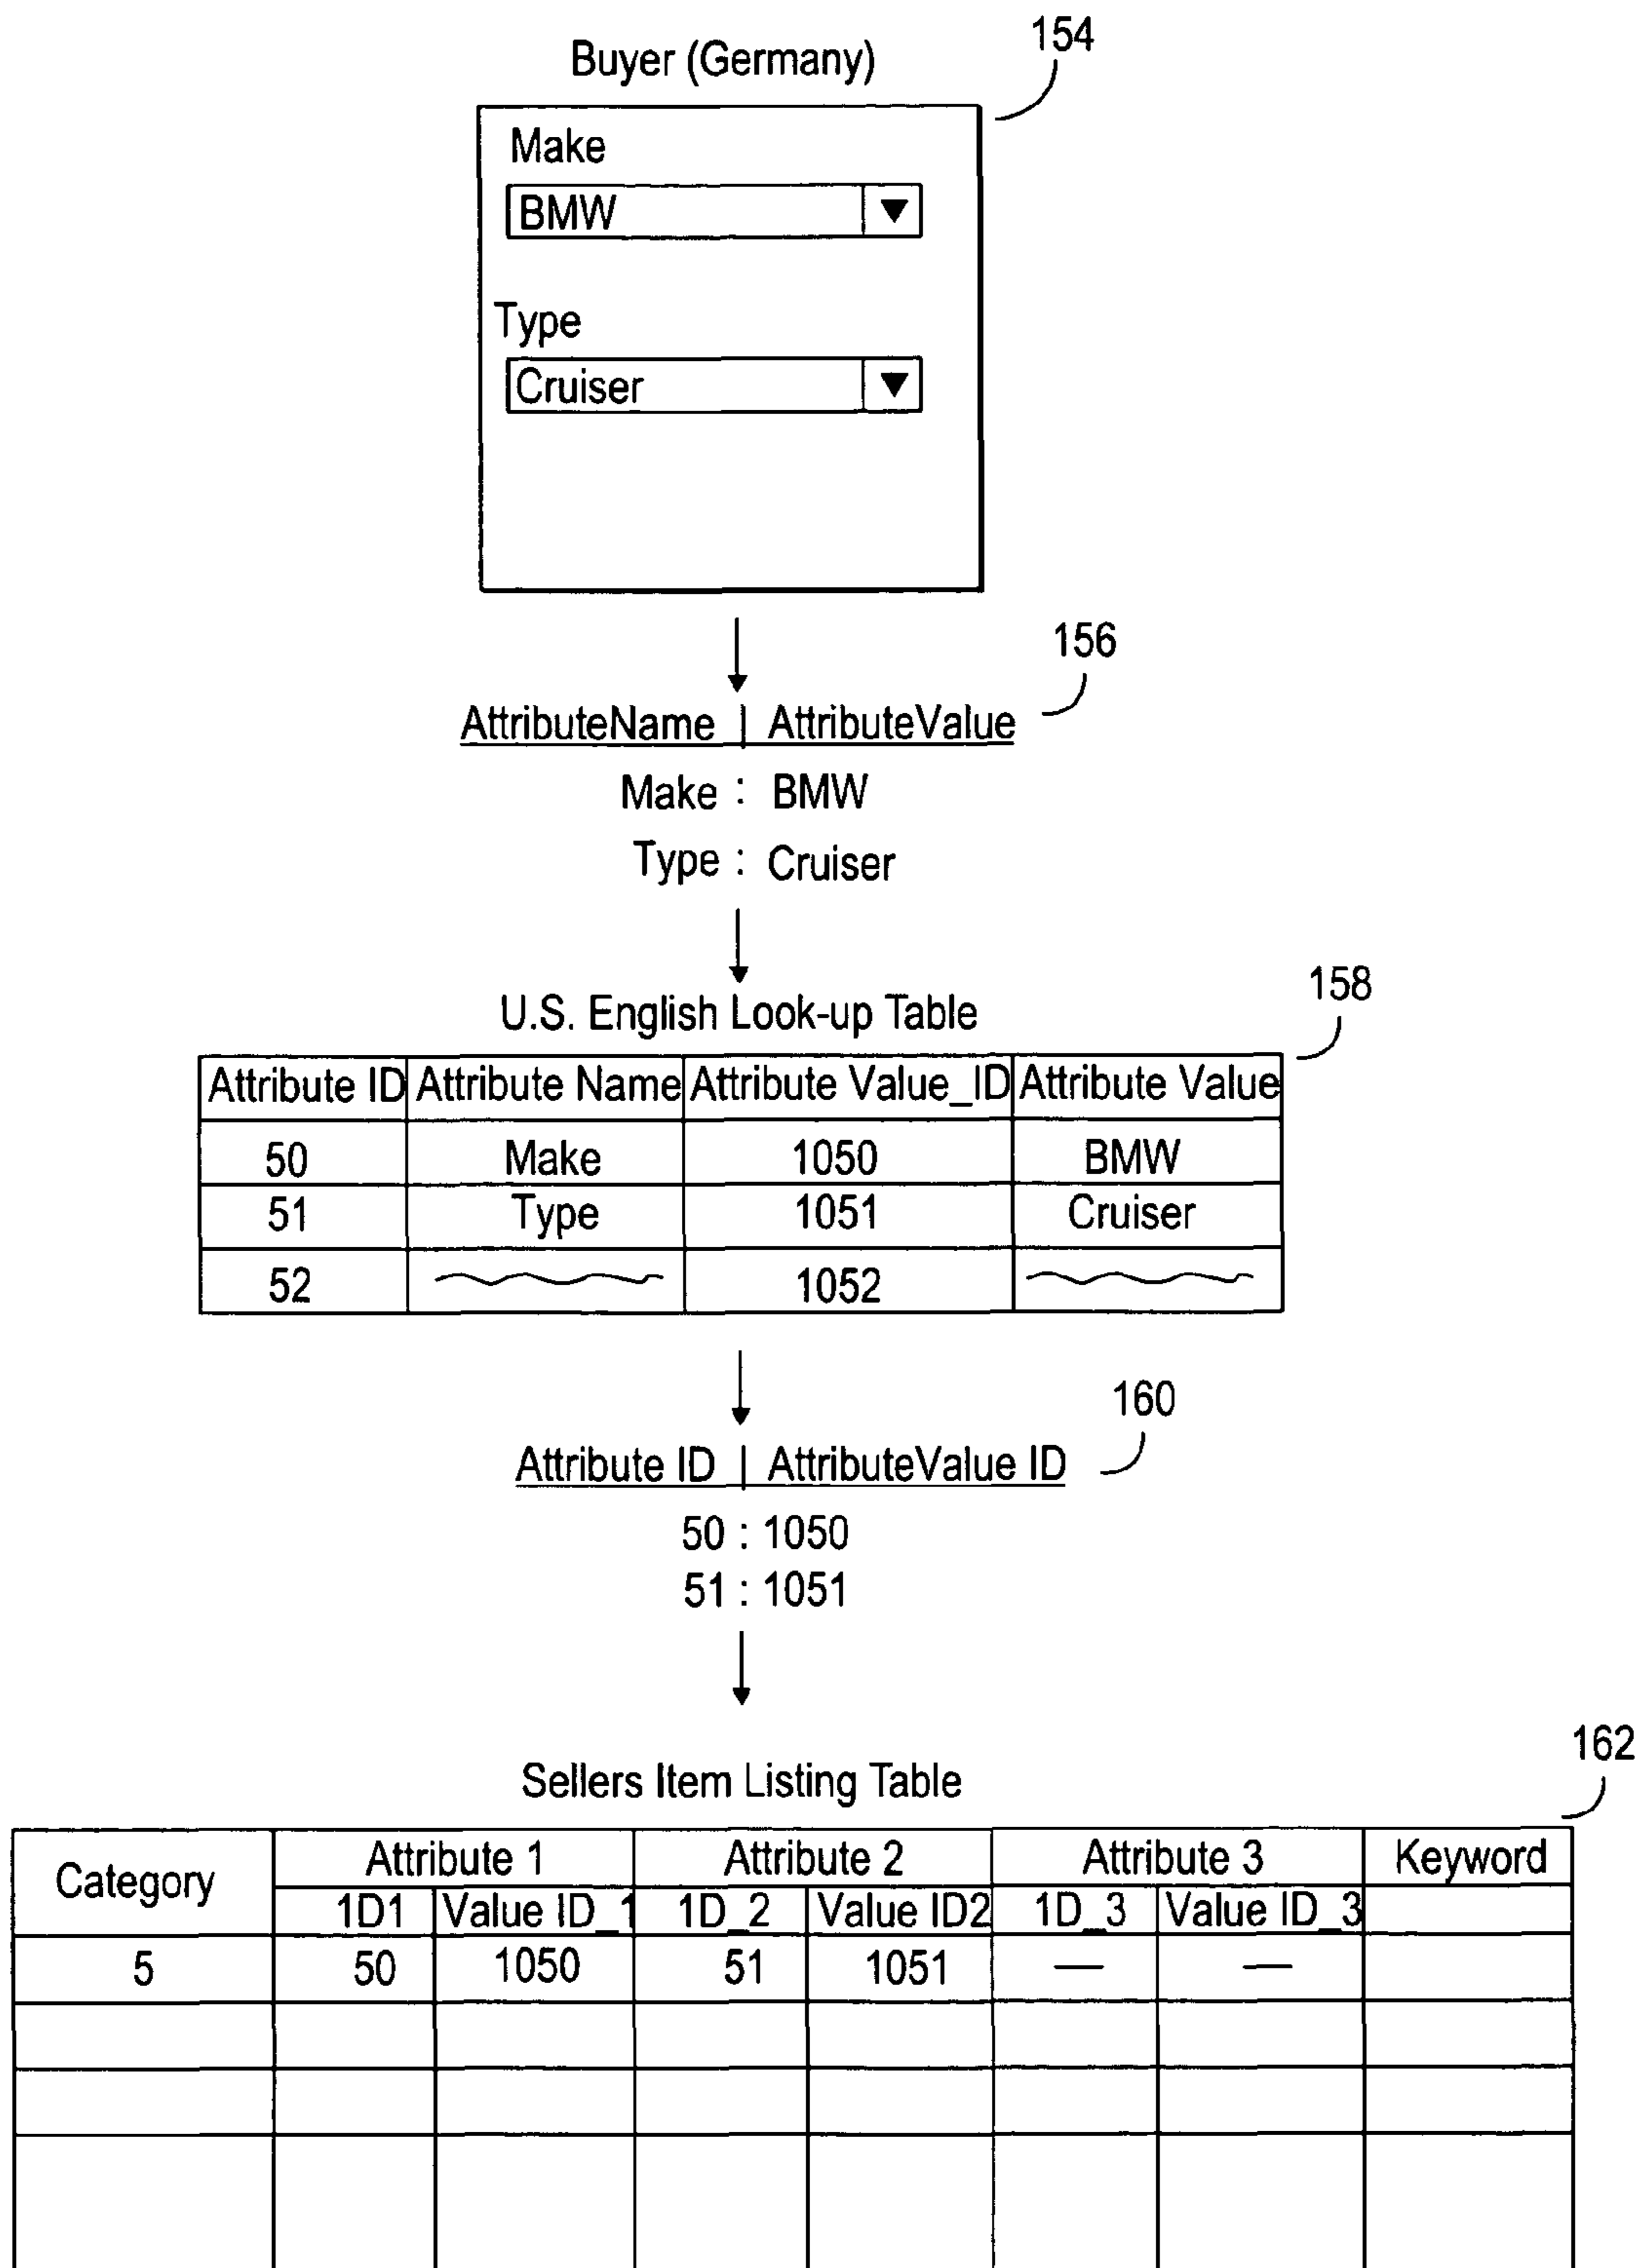 154
Buyer (Germany)
Make
BMW
Type
Cruiser
156
AttributeName | AttributeValue
Make : BMW
Type : Cruiser
158
U.S. English Look-up Table
Attribute ID Attribute Name Attribute Value_ID Attribute Value
50 Make 1050 BMW
51 Type 1051 Cruiser
52 1052
160
Attribute ID | AttributeValue ID
50 : 1050
51 : 1051
162
Sellers Item Listing Table
Category Attribute 1 Attribute 2 Attribute 3 Keyword
1D1 Value ID_1 1D_2 Value ID2 1D_3 Value ID_3
5 50 1050 51 1051 — —